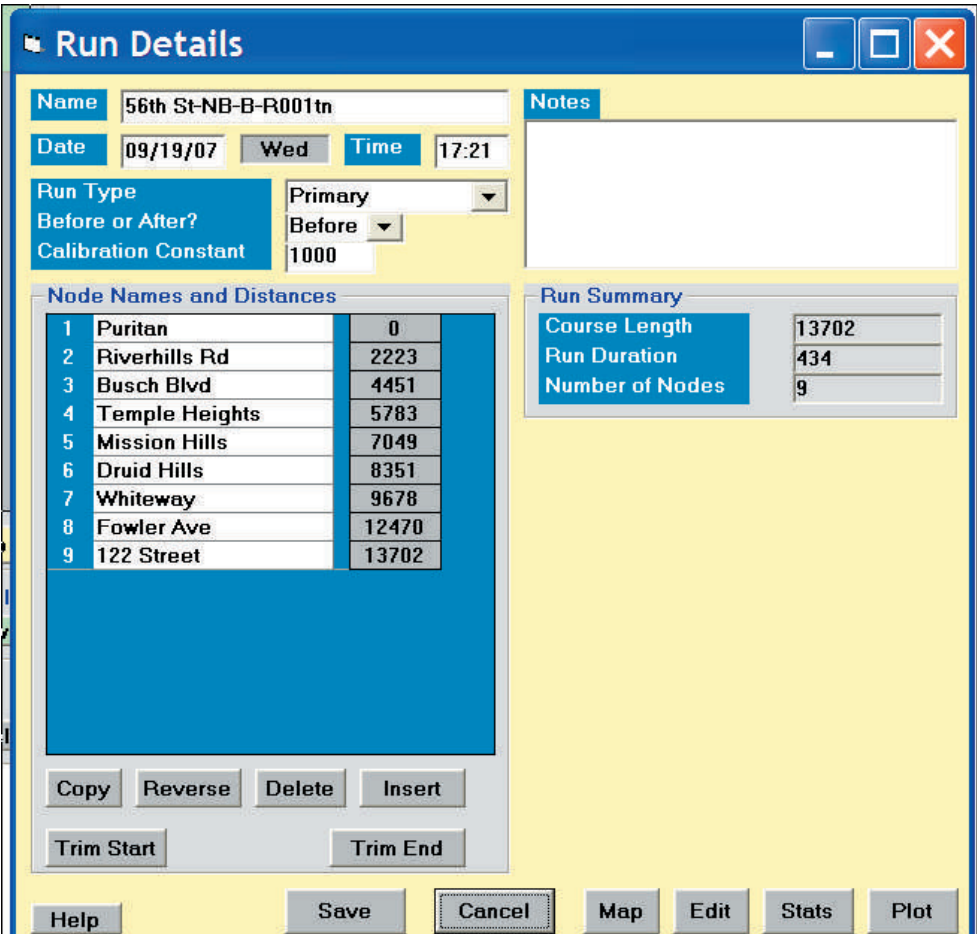 Run Details
Name 56th St-NB-B-R001tn
Date 09/19/07 Wed Time 17:21
Run Type Primary
Before or After? Before
Calibration Constant 1000
Notes
Node Names and Distances
1 Puritan 0
2 Riverhills Rd 2223
3 Busch Blvd 4451
4 Temple Heights 5783
5 Mission Hills 7049
6 Druid Hills 8351
7 Whiteway 9678
8 Fowler Ave 12470
9 122 Street 13702
Run Summary
Course Length 13702
Run Duration 434
Number of Nodes 9
Copy Reverse Delete Insert
Trim Start Trim End
Help Save Cancel Map Edit Stats Plot